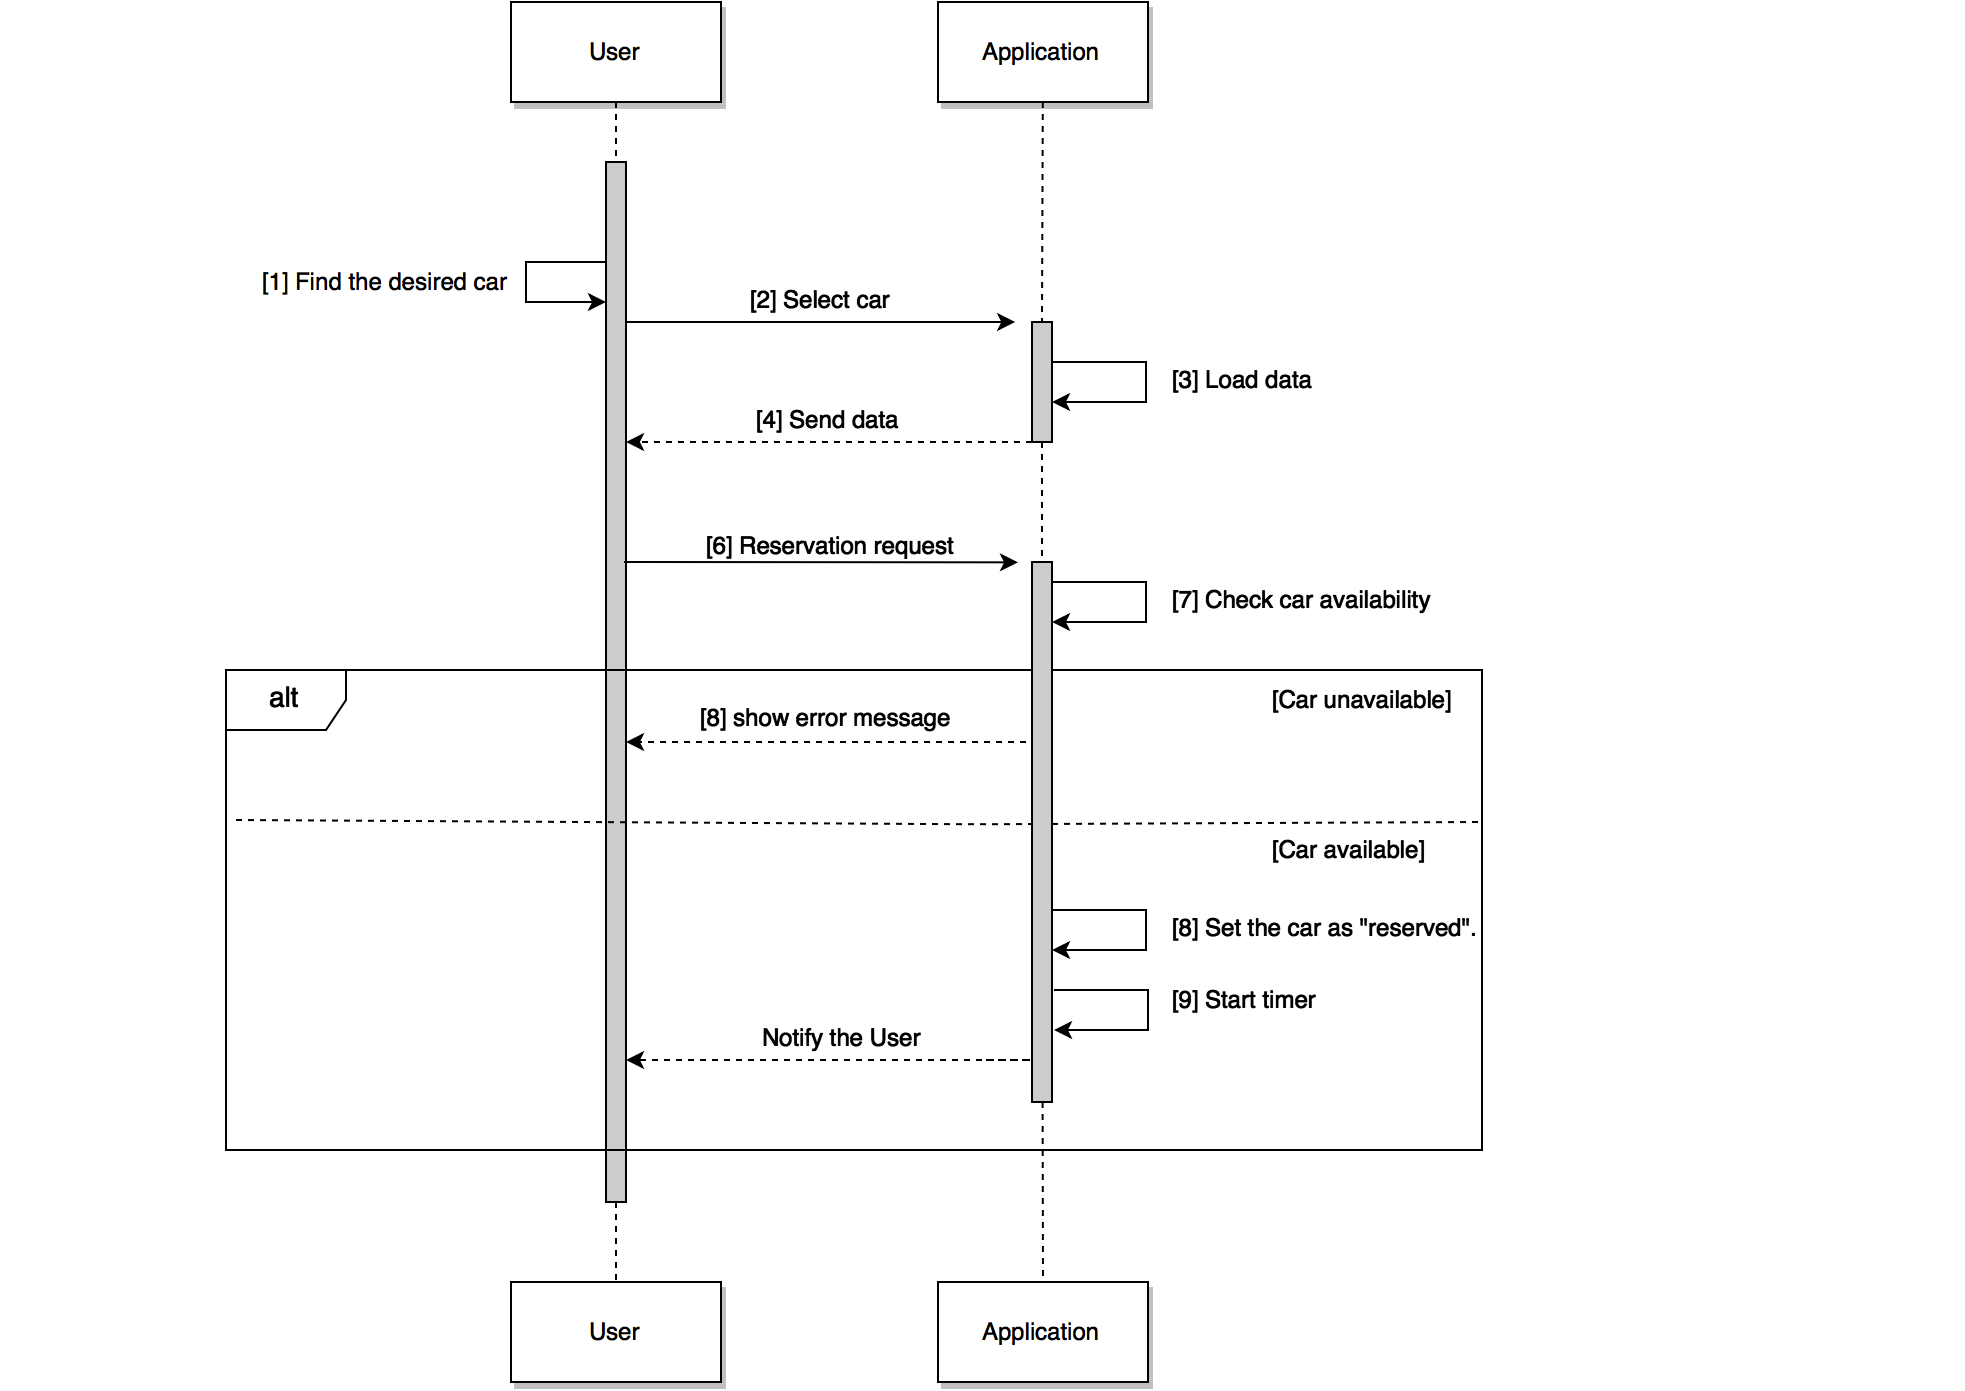 User
Application
[1] Find the desired car
[2] Select car
[3] Load data
[4] Send data
[6] Reservation request
[7] Check car availability
alt
[Car unavailable]
[8] show error message
[Car available]
[8] Set the car as "reserved".
[9] Start timer
Notify the User
User
Application